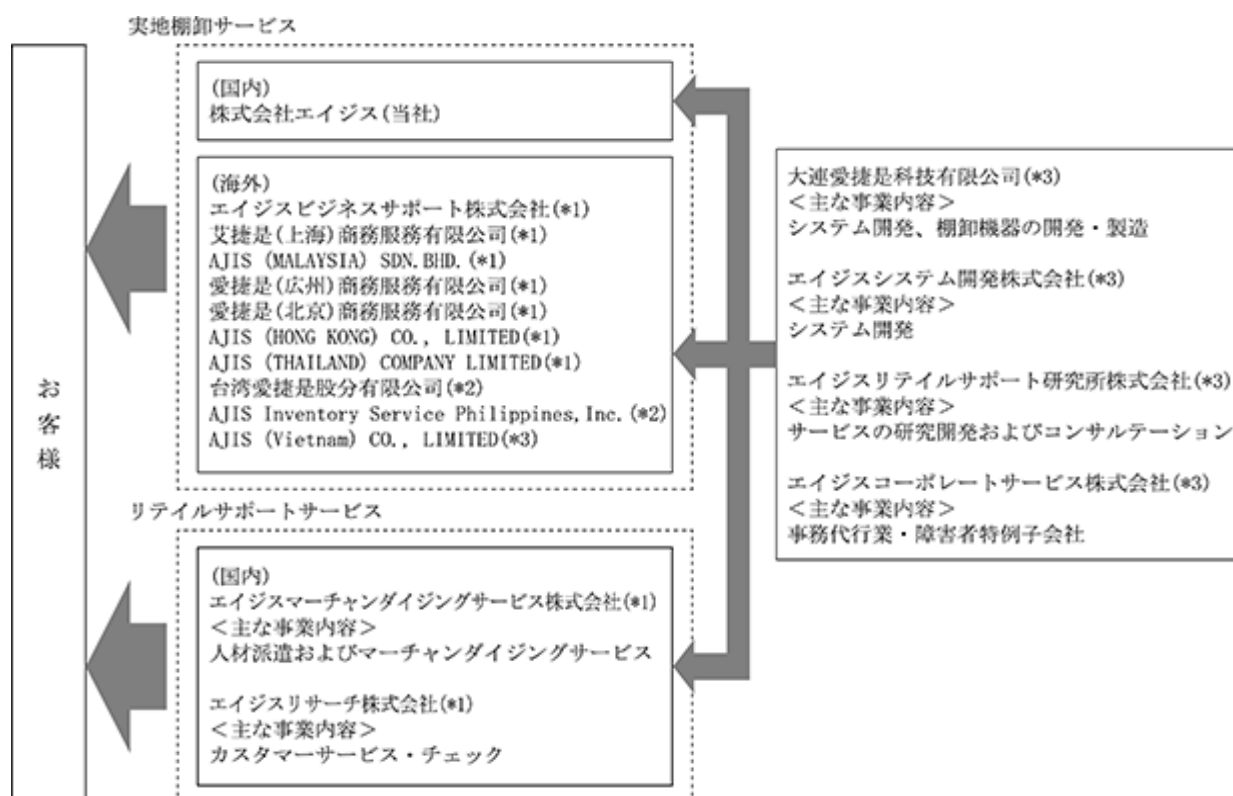 実地棚卸サービス
(国内)
株式会社エイジス(当社)
(海外)
エイジスビジネスサポート株式会社(*1)
艾捷是(上海)商務服務有限公司(*1)
AJIS (MALAYSIA) SDN.BHD.(*1)
愛捷是(広州)商務服務有限公司(*1)
愛捷是(北京)商務服務有限公司(*1)
AJIS (HONG KONG) CO., LIMITED(*1)
AJIS (THAILAND) COMPANY LIMITED(*1)
台湾愛捷是股分有限公司(*2)
AJIS Inventory Service Philippines,Inc.(*2)
AJIS (Vietnam) CO., LIMITED(*3)
リテイルサポートサービス
(国内)
エイジスマーチャンダイジングサービス株式会社(*1)
＜主な事業内容＞
人材派遣およびマーチャンダイジングサービス
エイジスリサーチ株式会社(*1)
＜主な事業内容＞
カスタマーサービス・チェック
お客様
大連愛捷是科技有限公司(*3)
＜主な事業内容＞
システム開発、棚卸機器の開発・製造
エイジスシステム開発株式会社(*3)
＜主な事業内容＞
システム開発
エイジスリテイルサポート研究所株式会社(*3)
＜主な事業内容＞
サービスの研究開発およびコンサルテーション
エイジスコーポレートサービス株式会社(*3)
＜主な事業内容＞
事務代行業・障害者特例子会社